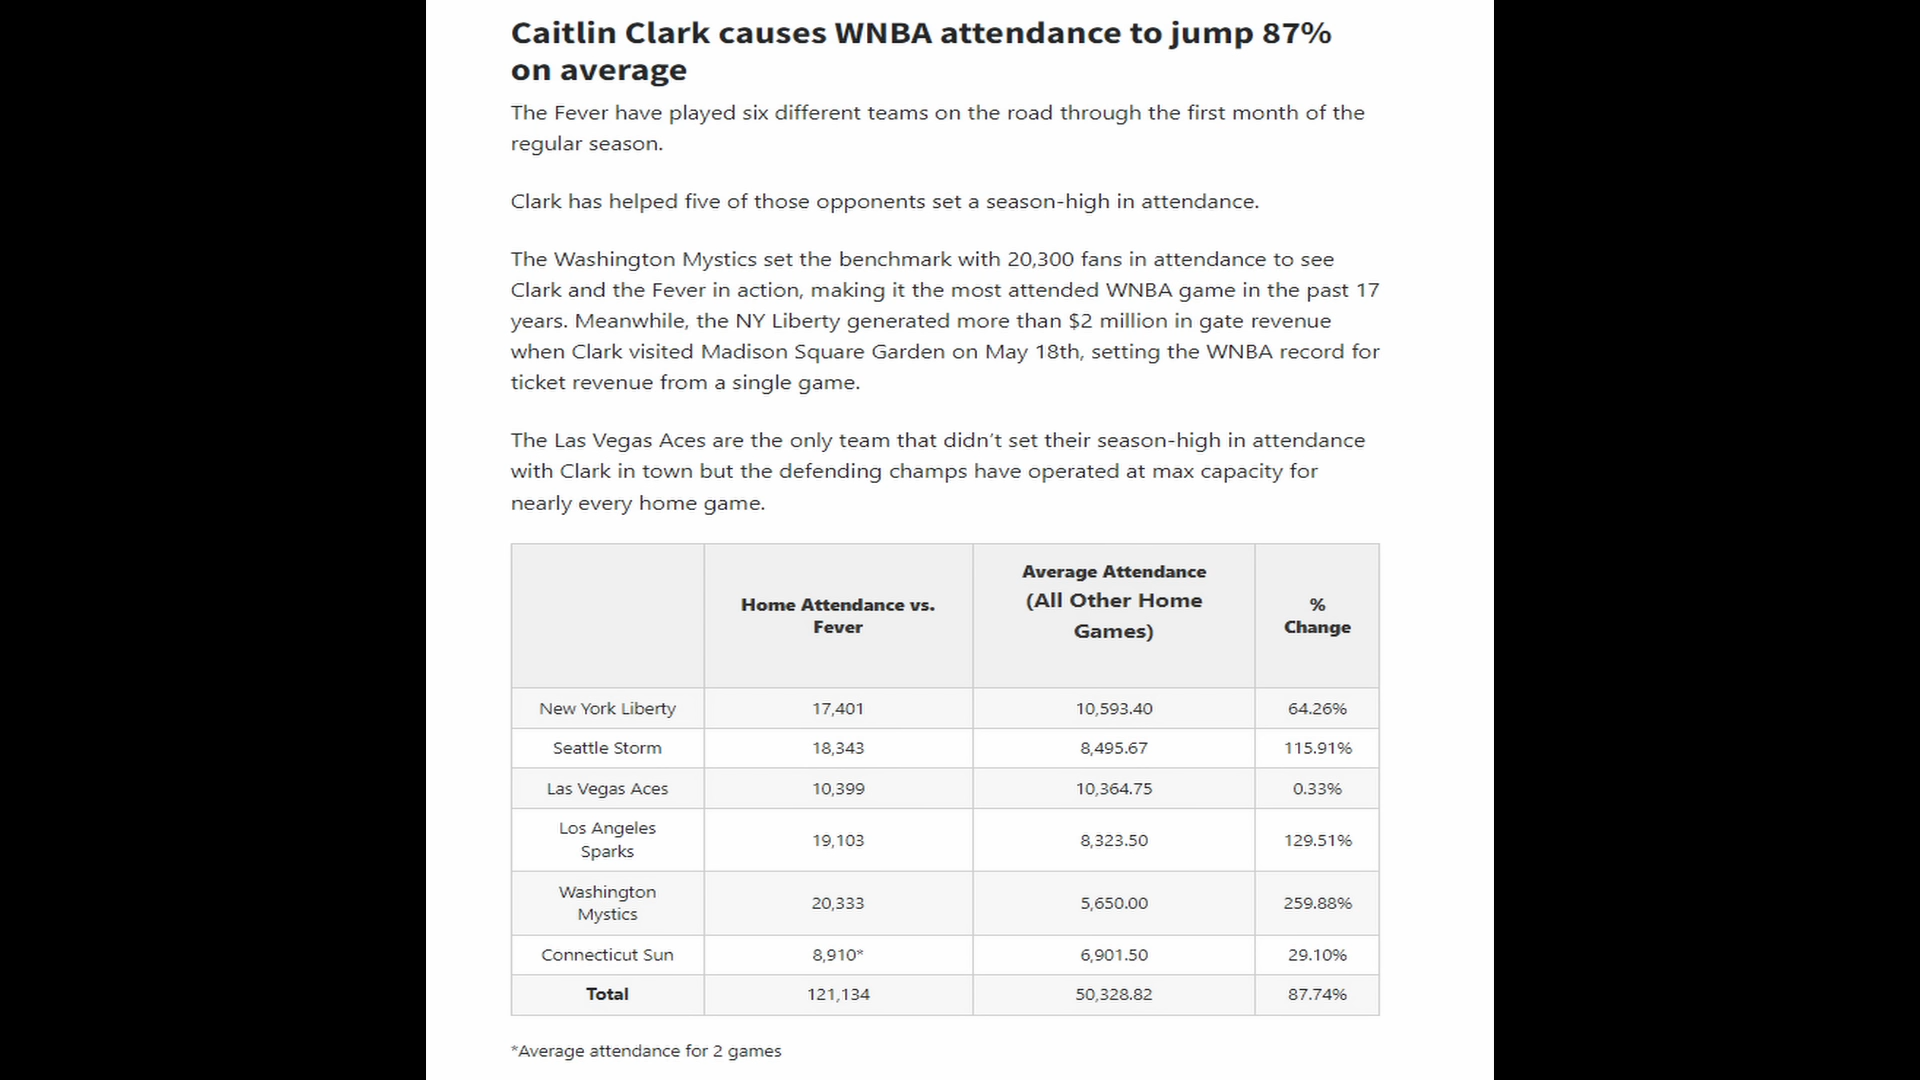 Caitlin Clark causes WNBA attendance to jump 87%
on average
The Fever have played six different teams on the road through the first month of the
regular season.
Clark has helped five of those opponents set a season-high in attendance.
The Washington Mystics set the benchmark with 20,300 fans in attendance to see
Clark and the Fever in action, making it the most attended WNBA game in the past 17
years. Meanwhile, the NY Liberty generated more than $2 million in gate revenue
when Clark visited Madison Square Garden on May 18th, setting the WNBA record for
ticket revenue from a single game.
The Las Vegas Aces are the only team that didn’t set their season-high in attendance
with Clark in town but the defending champs have operated at max capacity for
nearly every home game.
Home Attendance vs.
Fever
Average Attendance
(All Other Home
Games)
%
Change
New York Liberty 17,401 10,593.40 64.26%
Seattle Storm 18,343 8,495.67 115.91%
Las Vegas Aces 10,399 10,364.75 0.33%
Los Angeles
Sparks 19,103 8,323.50 129.51%
Washington
Mystics 20,333 5,650.00 259.88%
Connecticut Sun 8,910* 6,901.50 29.10%
Total 121,134 50,328.82 87.74%
*Average attendance for 2 games